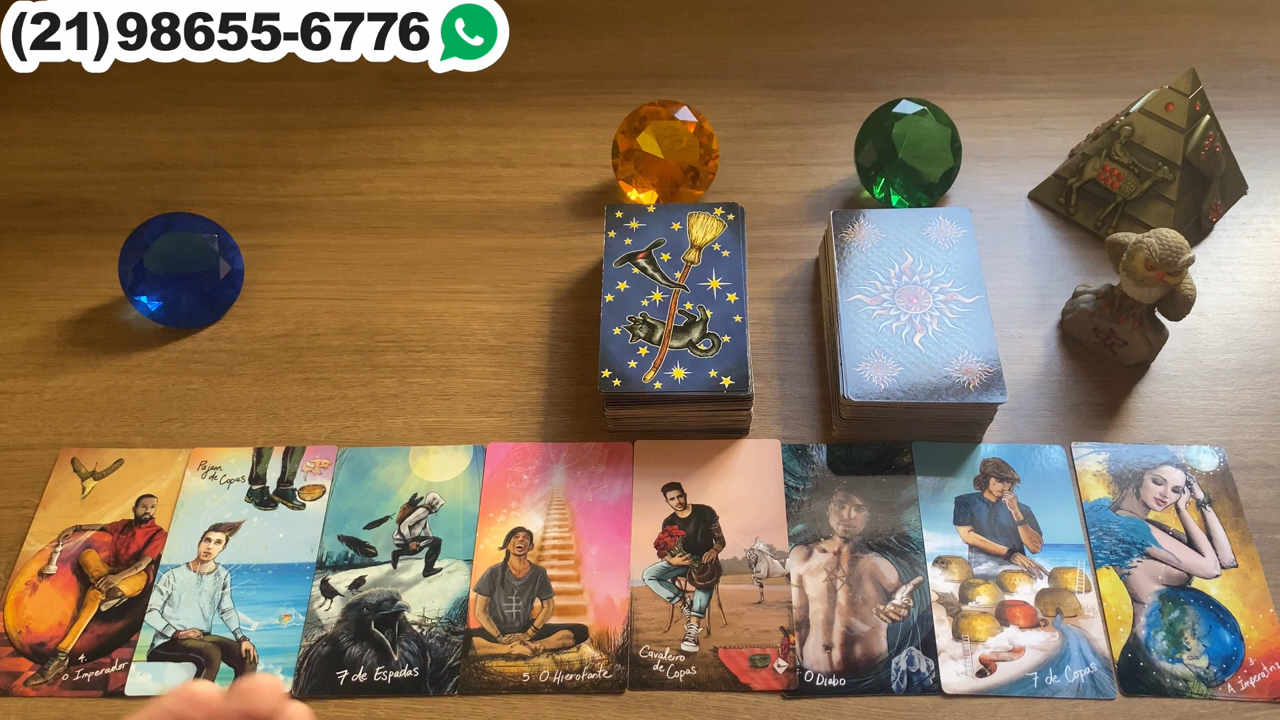 (21)98655-6776
4.
O Imperador
Pajem
de Copas
7 de Espadas
5. O Hierofante
Cavaleiro
de Copas
O Diabo
7 de Copas
3.
A Imperatriz